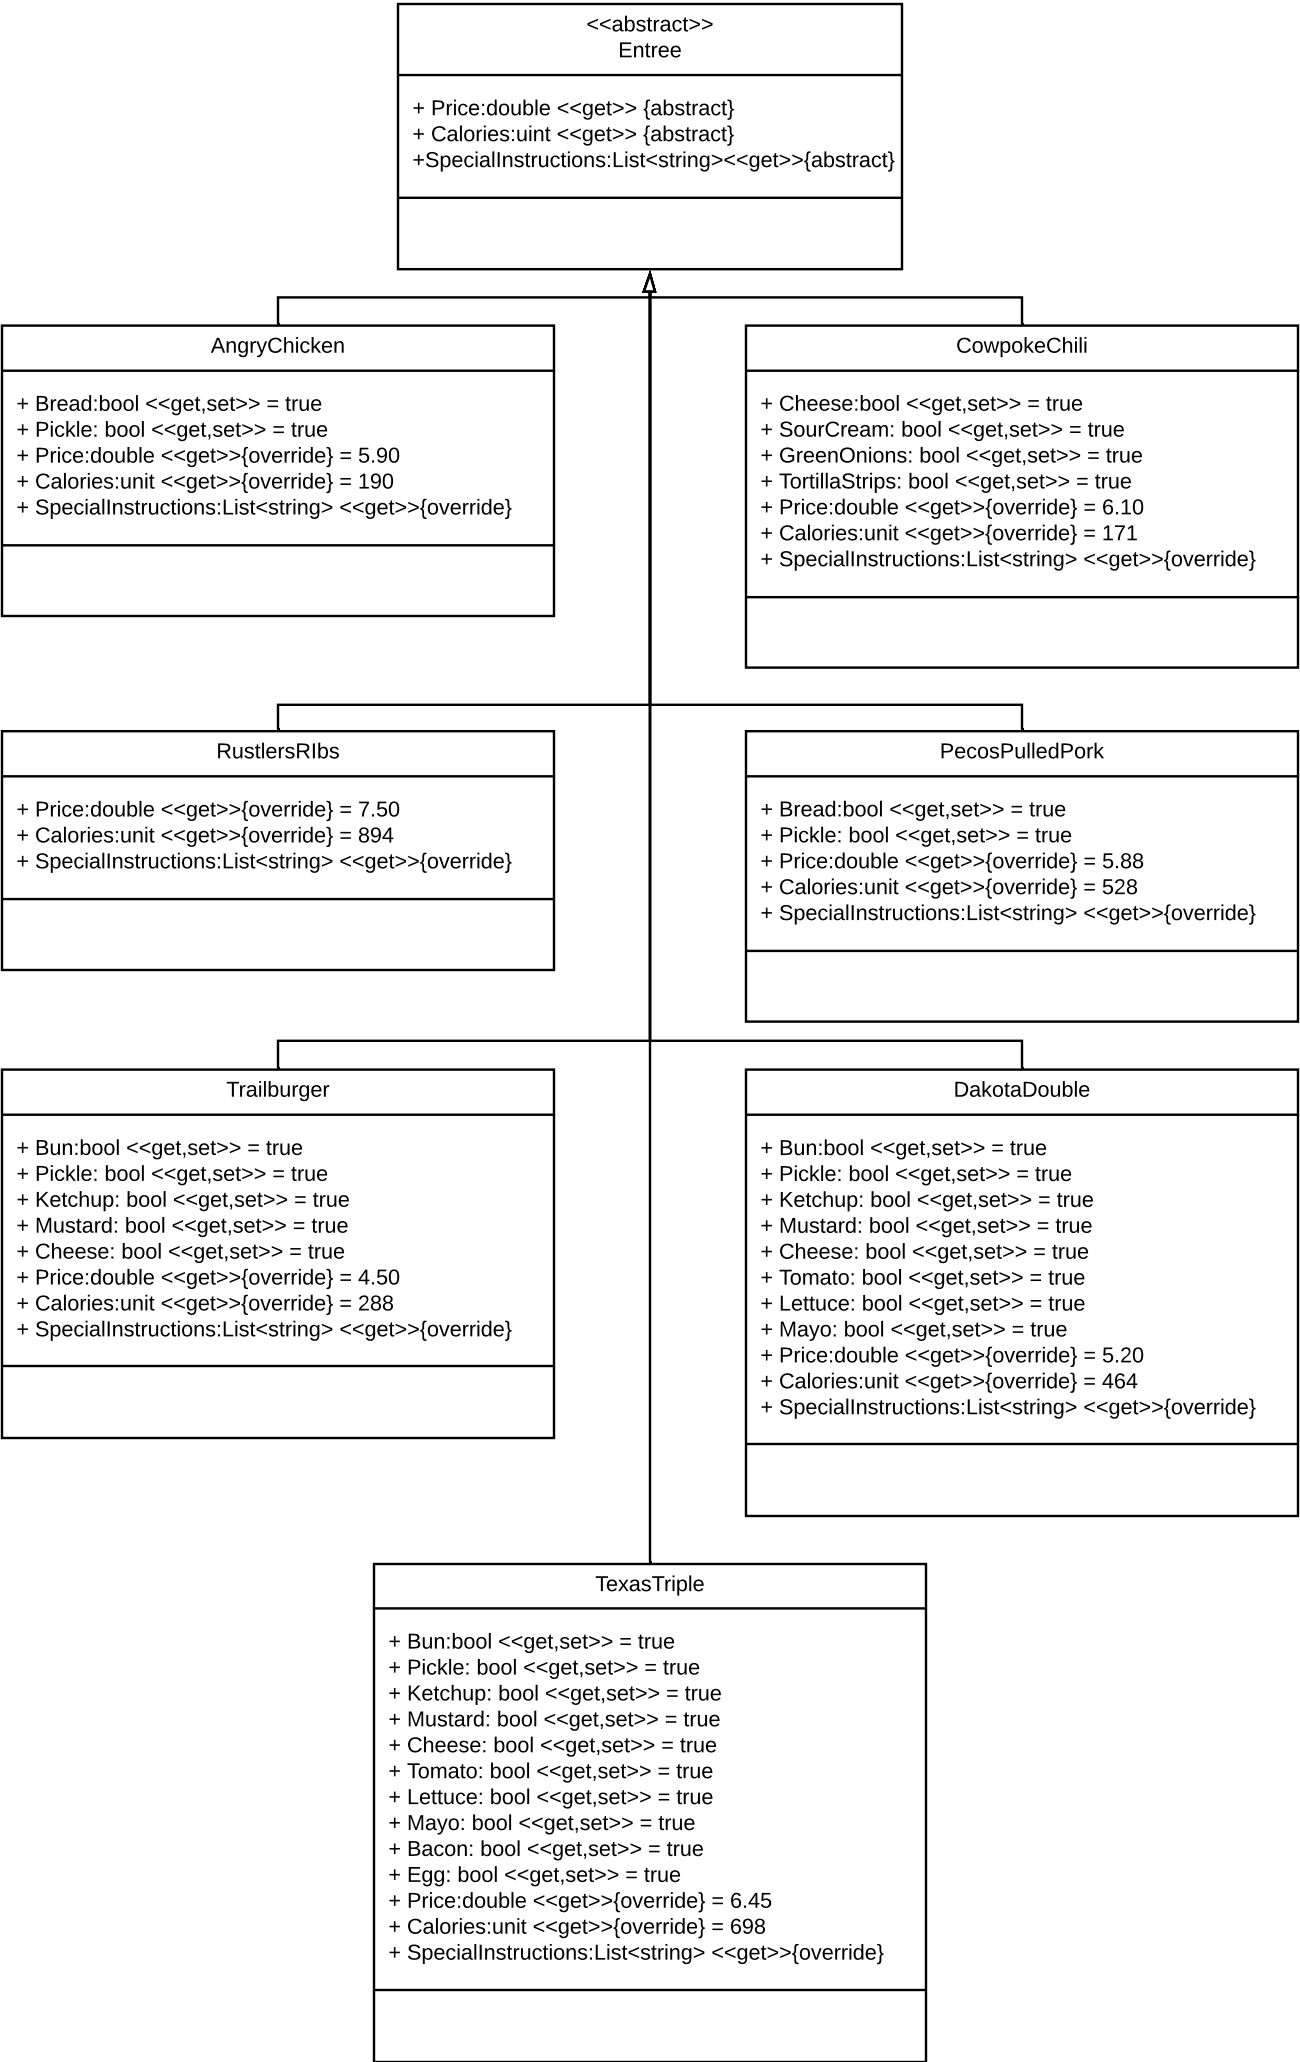 <<abstract>>
Entree
+ Price:double <<get>> {abstract}
+ Calories:uint <<get>> {abstract}
+SpecialInstructions:List<string><<get>>{abstract}
AngryChicken
+ Bread:bool <<get,set>> = true
+ Pickle: bool <<get,set>> = true
+ Price:double <<get>>{override} = 5.90
+ Calories:unit <<get>>{override} = 190
+ SpecialInstructions:List<string> <<get>>{override}
CowpokeChili
+ Cheese:bool <<get,set>> = true
+ SourCream: bool <<get,set>> = true
+ GreenOnions: bool <<get,set>> = true
+ TortillaStrips: bool <<get,set>> = true
+ Price:double <<get>>{override} = 6.10
+ Calories:unit <<get>>{override} = 171
+ SpecialInstructions:List<string> <<get>>{override}
RustlersRIbs
+ Price:double <<get>>{override} = 7.50
+ Calories:unit <<get>>{override} = 894
+ SpecialInstructions:List<string> <<get>>{override}
PecosPulledPork
+ Bread:bool <<get,set>> = true
+ Pickle: bool <<get,set>> = true
+ Price:double <<get>>{override} = 5.88
+ Calories:unit <<get>>{override} = 528
+ SpecialInstructions:List<string> <<get>>{override}
Trailburger
+ Bun:bool <<get,set>> = true
+ Pickle: bool <<get,set>> = true
+ Ketchup: bool <<get,set>> = true
+ Mustard: bool <<get,set>> = true
+ Cheese: bool <<get,set>> = true
+ Price:double <<get>>{override} = 4.50
+ Calories:unit <<get>>{override} = 288
+ SpecialInstructions:List<string> <<get>>{override}
DakotaDouble
+ Bun:bool <<get,set>> = true
+ Pickle: bool <<get,set>> = true
+ Ketchup: bool <<get,set>> = true
+ Mustard: bool <<get,set>> = true
+ Cheese: bool <<get,set>> = true
+ Tomato: bool <<get,set>> = true
+ Lettuce: bool <<get,set>> = true
+ Mayo: bool <<get,set>> = true
+ Price:double <<get>>{override} = 5.20
+ Calories:unit <<get>>{override} = 464
+ SpecialInstructions:List<string> <<get>>{override}
TexasTriple
+ Bun:bool <<get,set>> = true
+ Pickle: bool <<get,set>> = true
+ Ketchup: bool <<get,set>> = true
+ Mustard: bool <<get,set>> = true
+ Cheese: bool <<get,set>> = true
+ Tomato: bool <<get,set>> = true
+ Lettuce: bool <<get,set>> = true
+ Mayo: bool <<get,set>> = true
+ Bacon: bool <<get,set>> = true
+ Egg: bool <<get,set>> = true
+ Price:double <<get>>{override} = 6.45
+ Calories:unit <<get>>{override} = 698
+ SpecialInstructions:List<string> <<get>>{override}